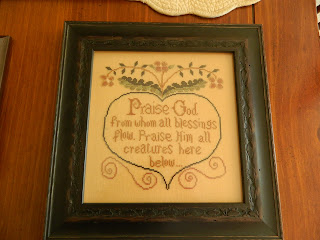 Praise God
from whom all blessings
flow. Praise Him all
creatures here
below...